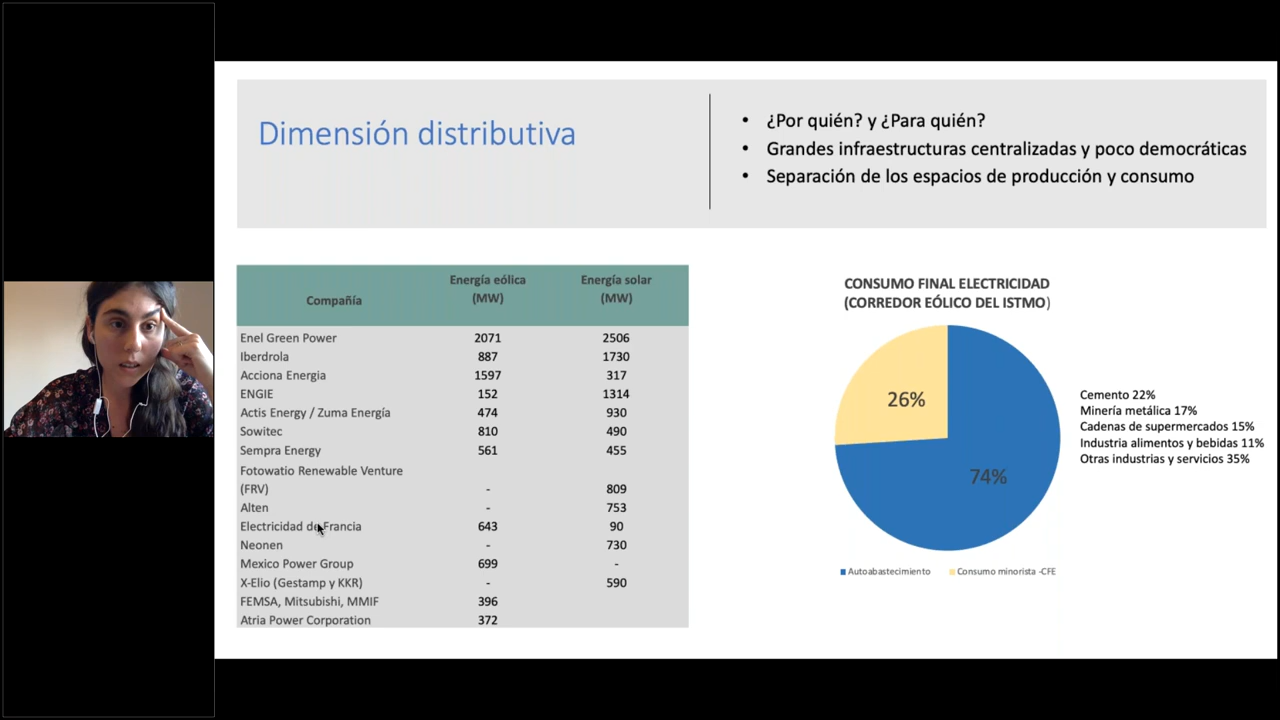 Dimensión distributiva
• ¿Por quién? y ¿Para quién?
• Grandes infraestructuras centralizadas y poco democráticas
• Separación de los espacios de producción y consumo
Compañía Energía eólica (MW) Energía solar (MW)
Enel Green Power 2071 2506
Iberdrola 887 1730
Acciona Energia 1597 317
ENGIE 152 1314
Actis Energy / Zuma Energía 474 930
Sowitec 810 490
Sempra Energy 561 455
Fotowatio Renewable Venture
(FRV) - 809
Alten - 753
Electricidad de Francia 643 90
Neonen - 730
Mexico Power Group 699 -
X-Elio (Gestamp y KKR) - 590
FEMSA, Mitsubishi, MMIF 396
Atria Power Corporation 372
CONSUMO FINAL ELECTRICIDAD
(CORREDOR EÓLICO DEL ISTMO)
26%
74%
Autoabastecimiento Consumo minorista -CFE
Cemento 22%
Minería metálica 17%
Cadenas de supermercados 15%
Industria alimentos y bebidas 11%
Otras industrias y servicios 35%